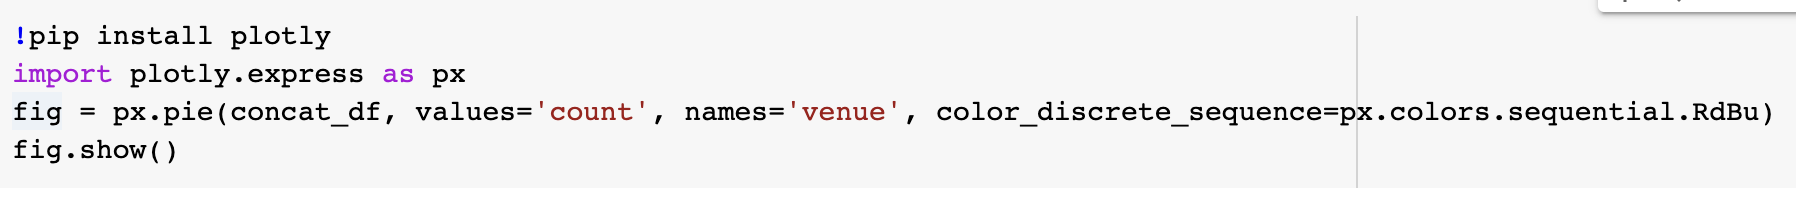 !pip install plotly
import plotly.express as px
fig = px.pie(concat_df, values='count', names='venue', color_discrete_sequence=px.colors.sequential.RdBu)
fig.show()